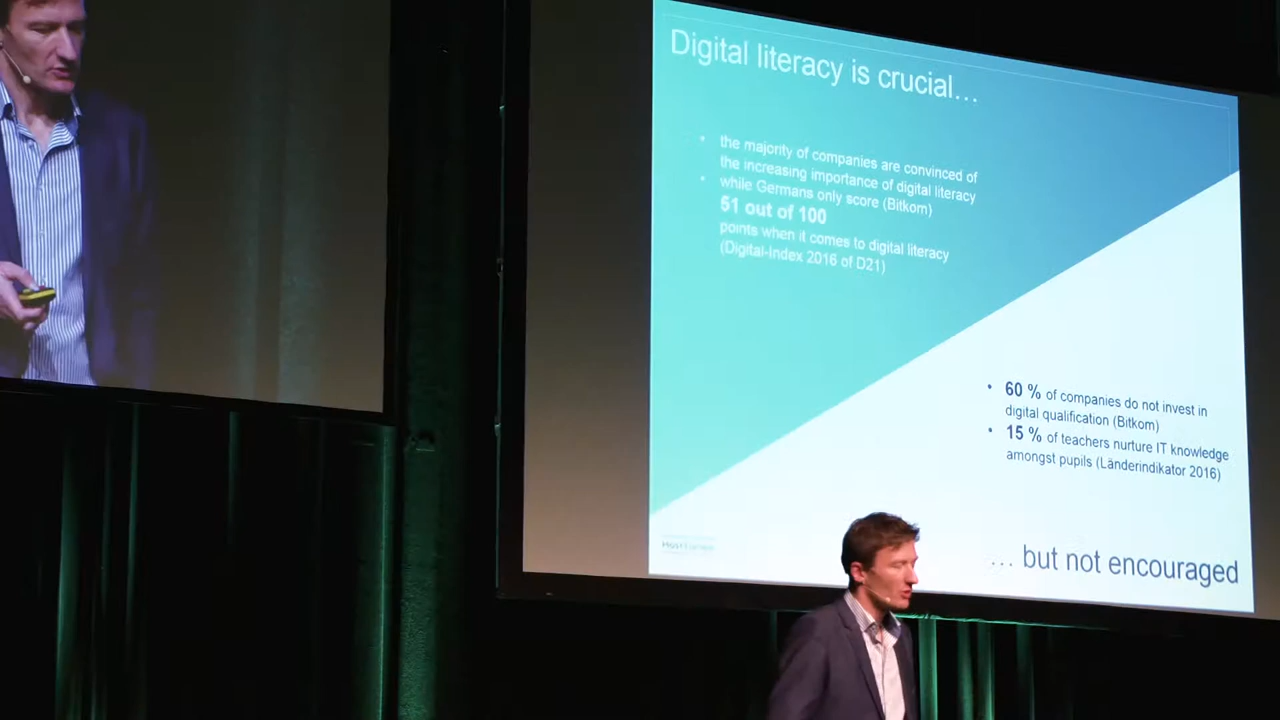 Digital literacy is crucial...
• the majority of companies are convinced of
the increasing importance of digital literacy
• while Germans only score (Bitkom)
51 out of 100
points when it comes to digital literacy
(Digital-Index 2016 of D21)
• 60 % of companies do not invest in
digital qualification (Bitkom)
• 15 % of teachers nurture IT knowledge
amongst pupils (Länderindikator 2016)
... but not encouraged